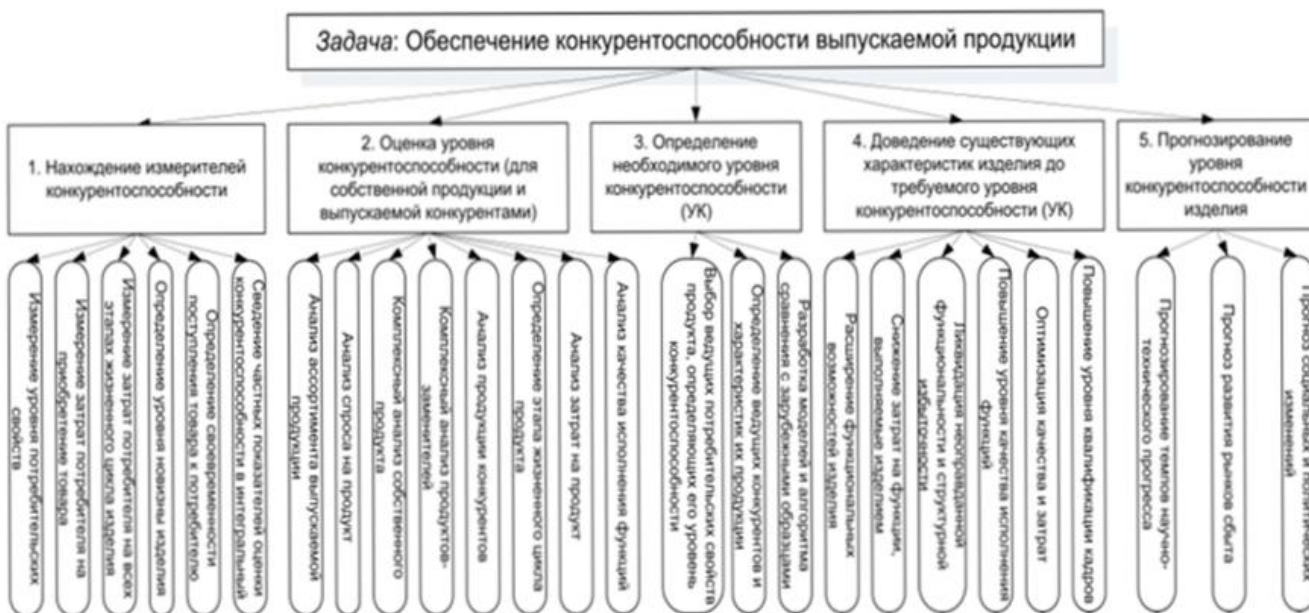 Задача: Обеспечение конкурентоспособности выпускаемой продукции
1. Нахождение измерителей
конкурентоспособности
2. Оценка уровня
конкурентоспособности (для
собственной продукции и
выпускаемой конкурентами)
3. Определение
необходимого уровня
конкурентоспособности
(УК)
4. Доведение существующих
характеристик изделия до
требуемого уровня
конкурентоспособности (УК)
5. Прогнозирование
уровня
конкурентоспособности
изделия
Измерение уровня потребительских
свойств
Измерение затрат потребителя на
приобретение товара
Измерение затрат потребителя на всех
этапах жизненного цикла изделия
Определение уровня новизны изделия
Определение своевременности
поступления товара к потребителю
Сведение частных показателей оценки
конкурентоспособности в интегральный
Анализ ассортимента выпускаемой
продукции
Анализ спроса на продукт
Комплексный анализ собственного
продукта
Комплексный анализ продуктов-
заменителей
Анализ продукции конкурентов
Определение этапа жизненного цикла
продукта
Анализ затрат на продукт
Анализ качества исполнения функций
Выбор ведущих потребительских свойств
продукта, определяющих его уровень
конкурентоспособности
Определение ведущих конкурентов и
характеристик их продукции
Разработка моделей и алгоритма
сравнения с зарубежными образцами
Расширение функциональных
возможностей изделия
Снижение затрат на функции,
выполняемые изделием
Ликвидация неоправданной
функциональности и структурной
избыточности
Повышение уровня качества исполнения
функций
Оптимизация качества и затрат
Повышение уровня квалификации кадров
Прогнозирование темпов научно-
технического прогресса
Прогноз развития рынков сбыта
Прогноз социальных и политических
изменений